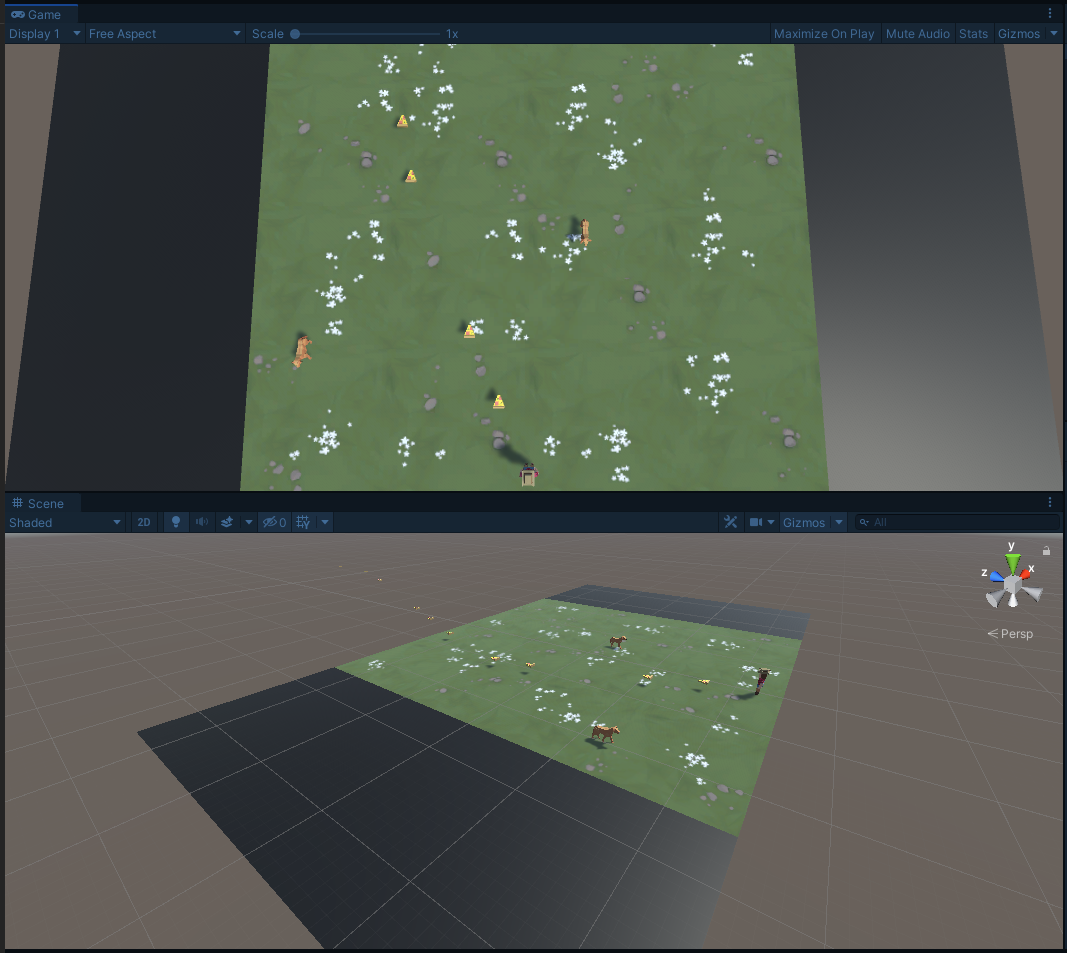 Game
Display 1 Free Aspect Scale 1x Maximize On Play Mute Audio Stats Gizmos
Scene
Shaded 2D 0 Gizmos All
y
z x
Persp